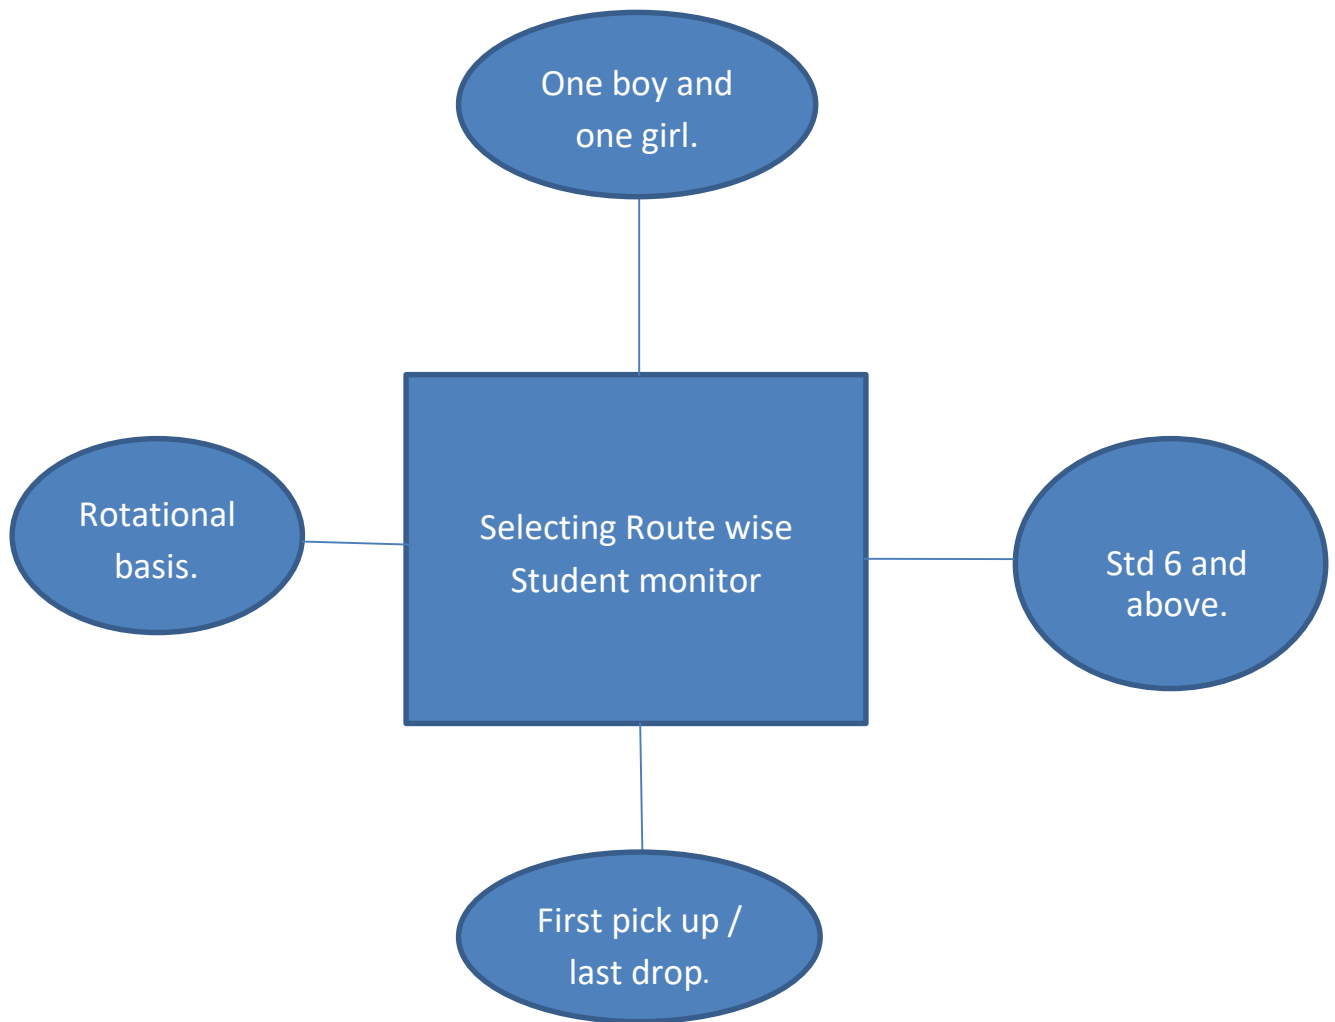 One boy and
one girl.
Rotational
basis.
Selecting Route wise
Student monitor
Std 6 and
above.
First pick up /
last drop.